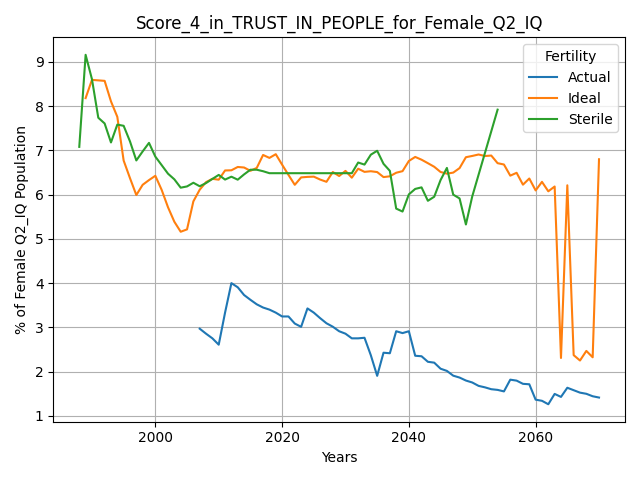 Score_4_in_TRUST_IN_PEOPLE_for_Female_Q2_IQ
% of Female Q2_IQ Population
9
8
7
6
5
4
3
2
1
Fertility
Actual
Ideal
Sterile
2000
2020
2040
2060
Years